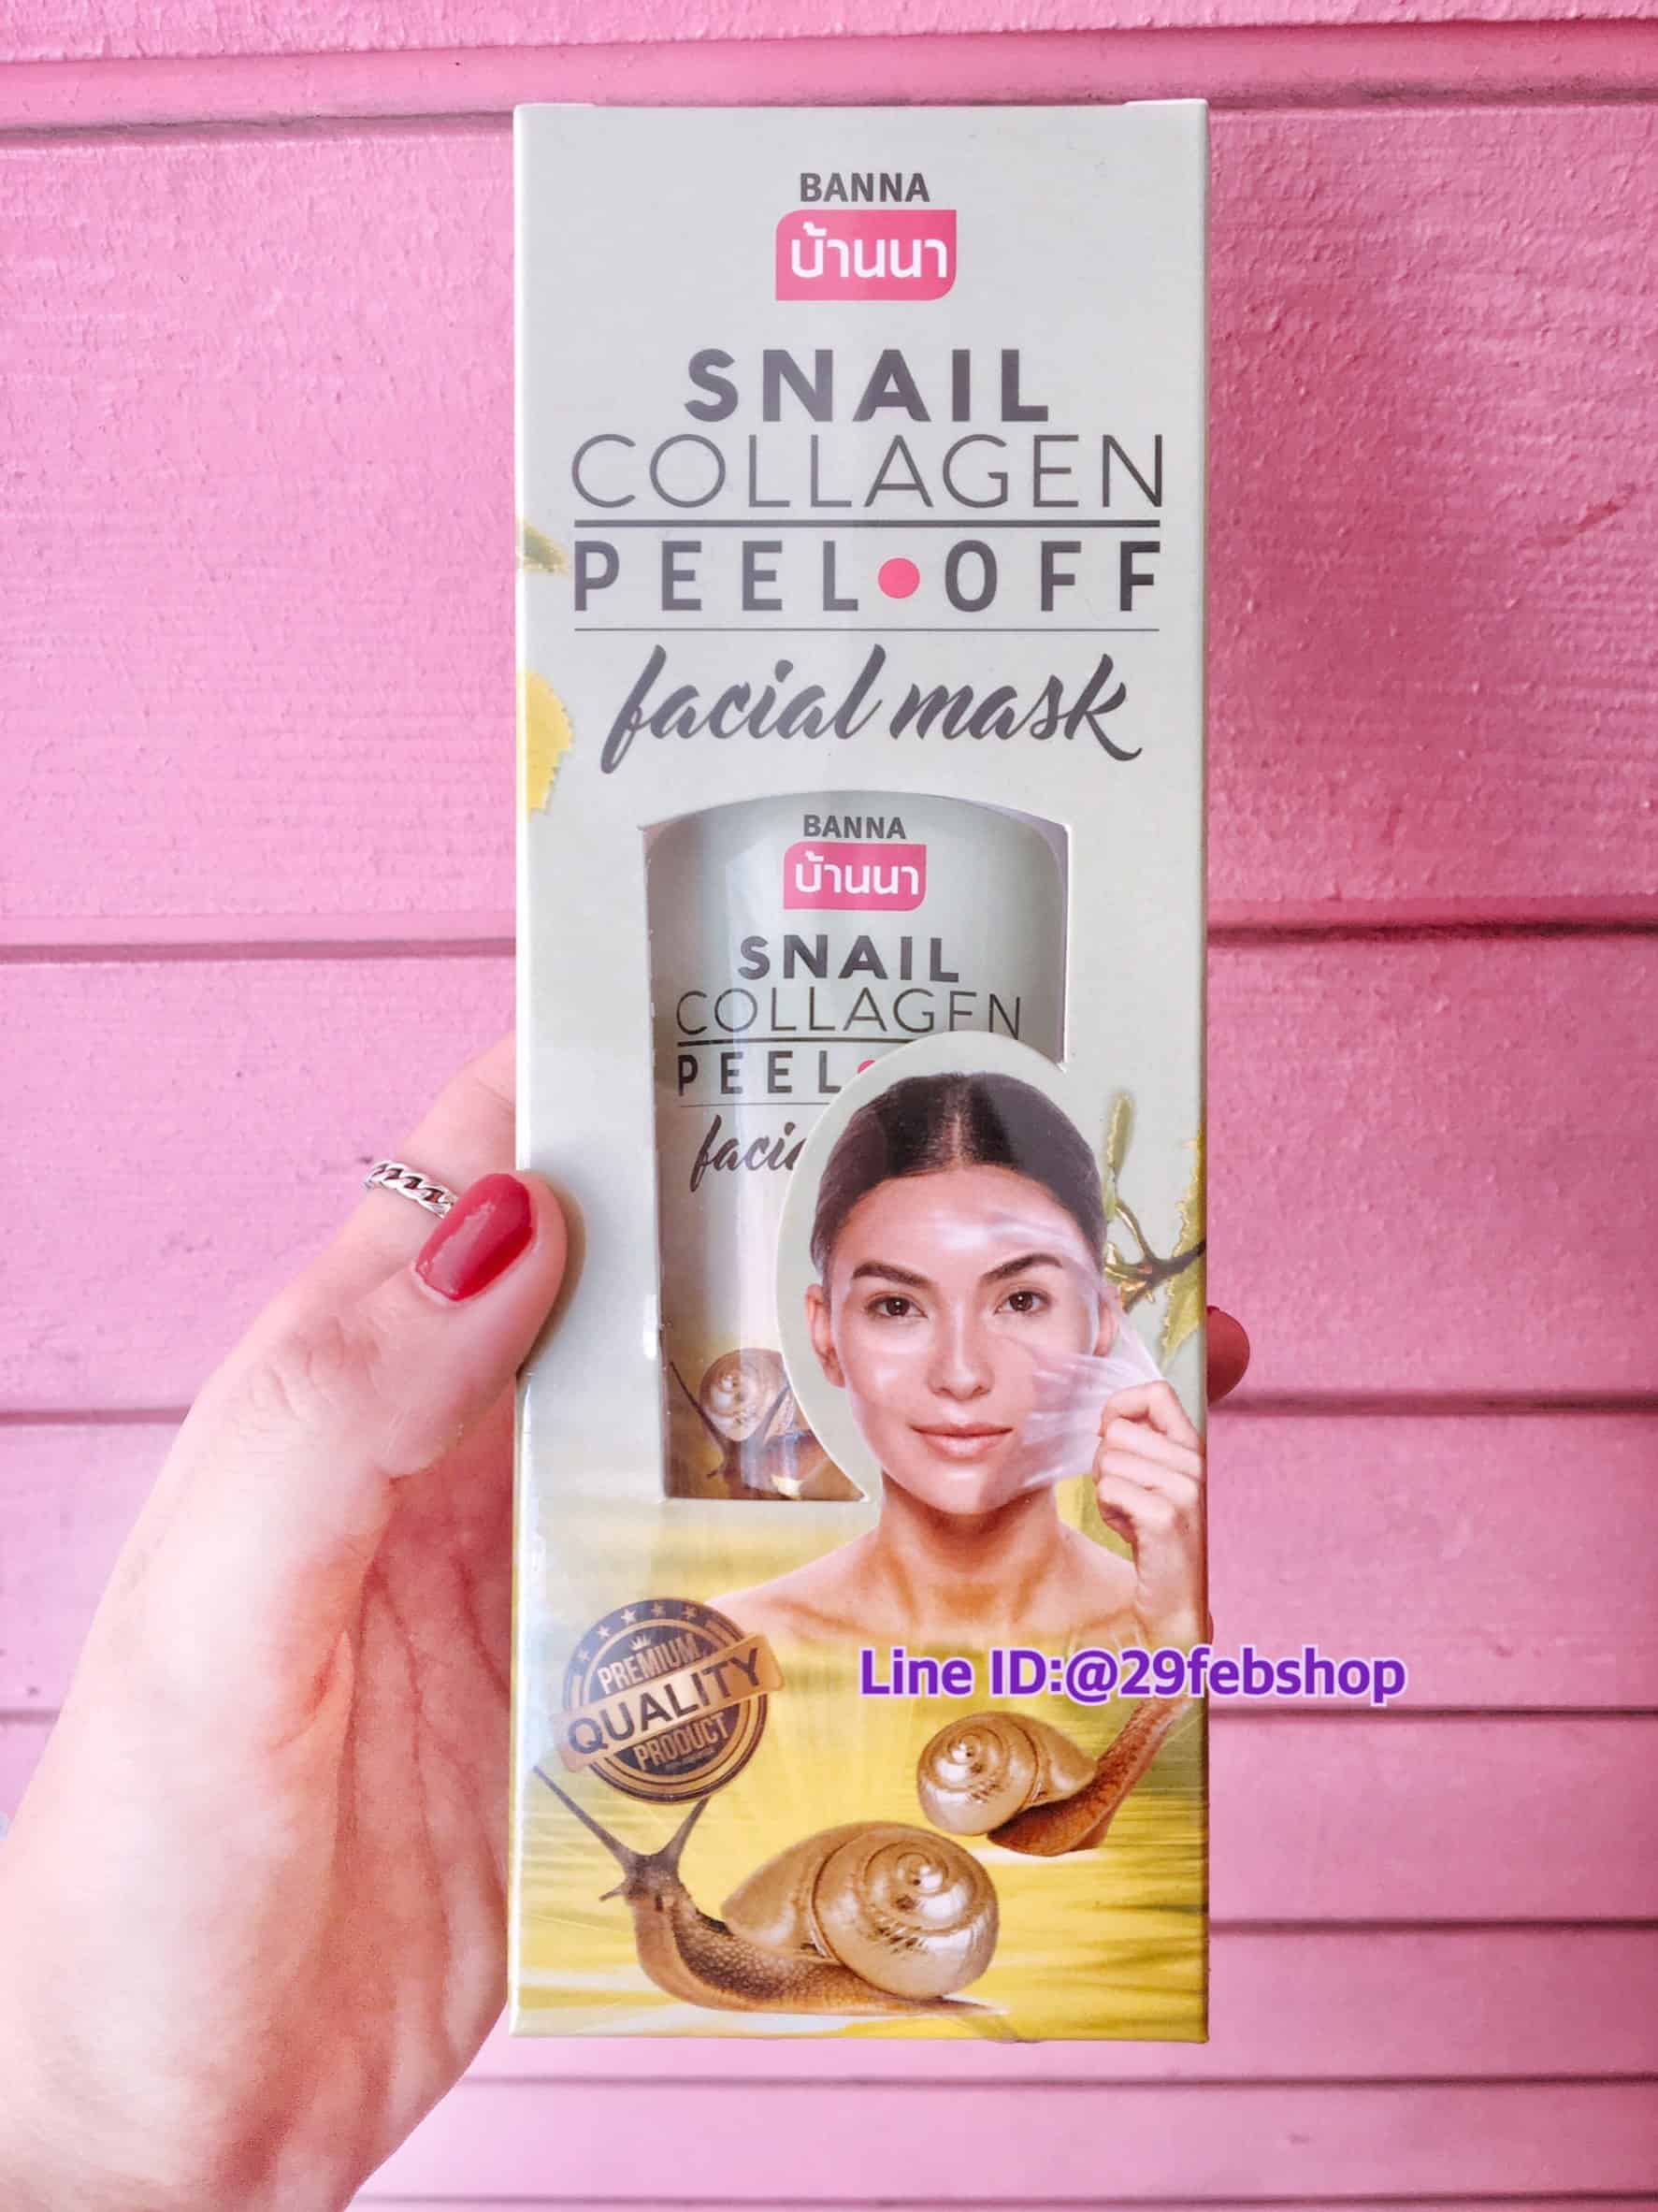 BANNA
บ้านนา
SNAIL
COLLAGEN
PEEL•OFF
facial mask
BANNA
บ้านนา
SNAIL
COLLAGEN
PEEL
facia
PREMIUM
QUALITY
PRODUCT
Line ID:@29febshop